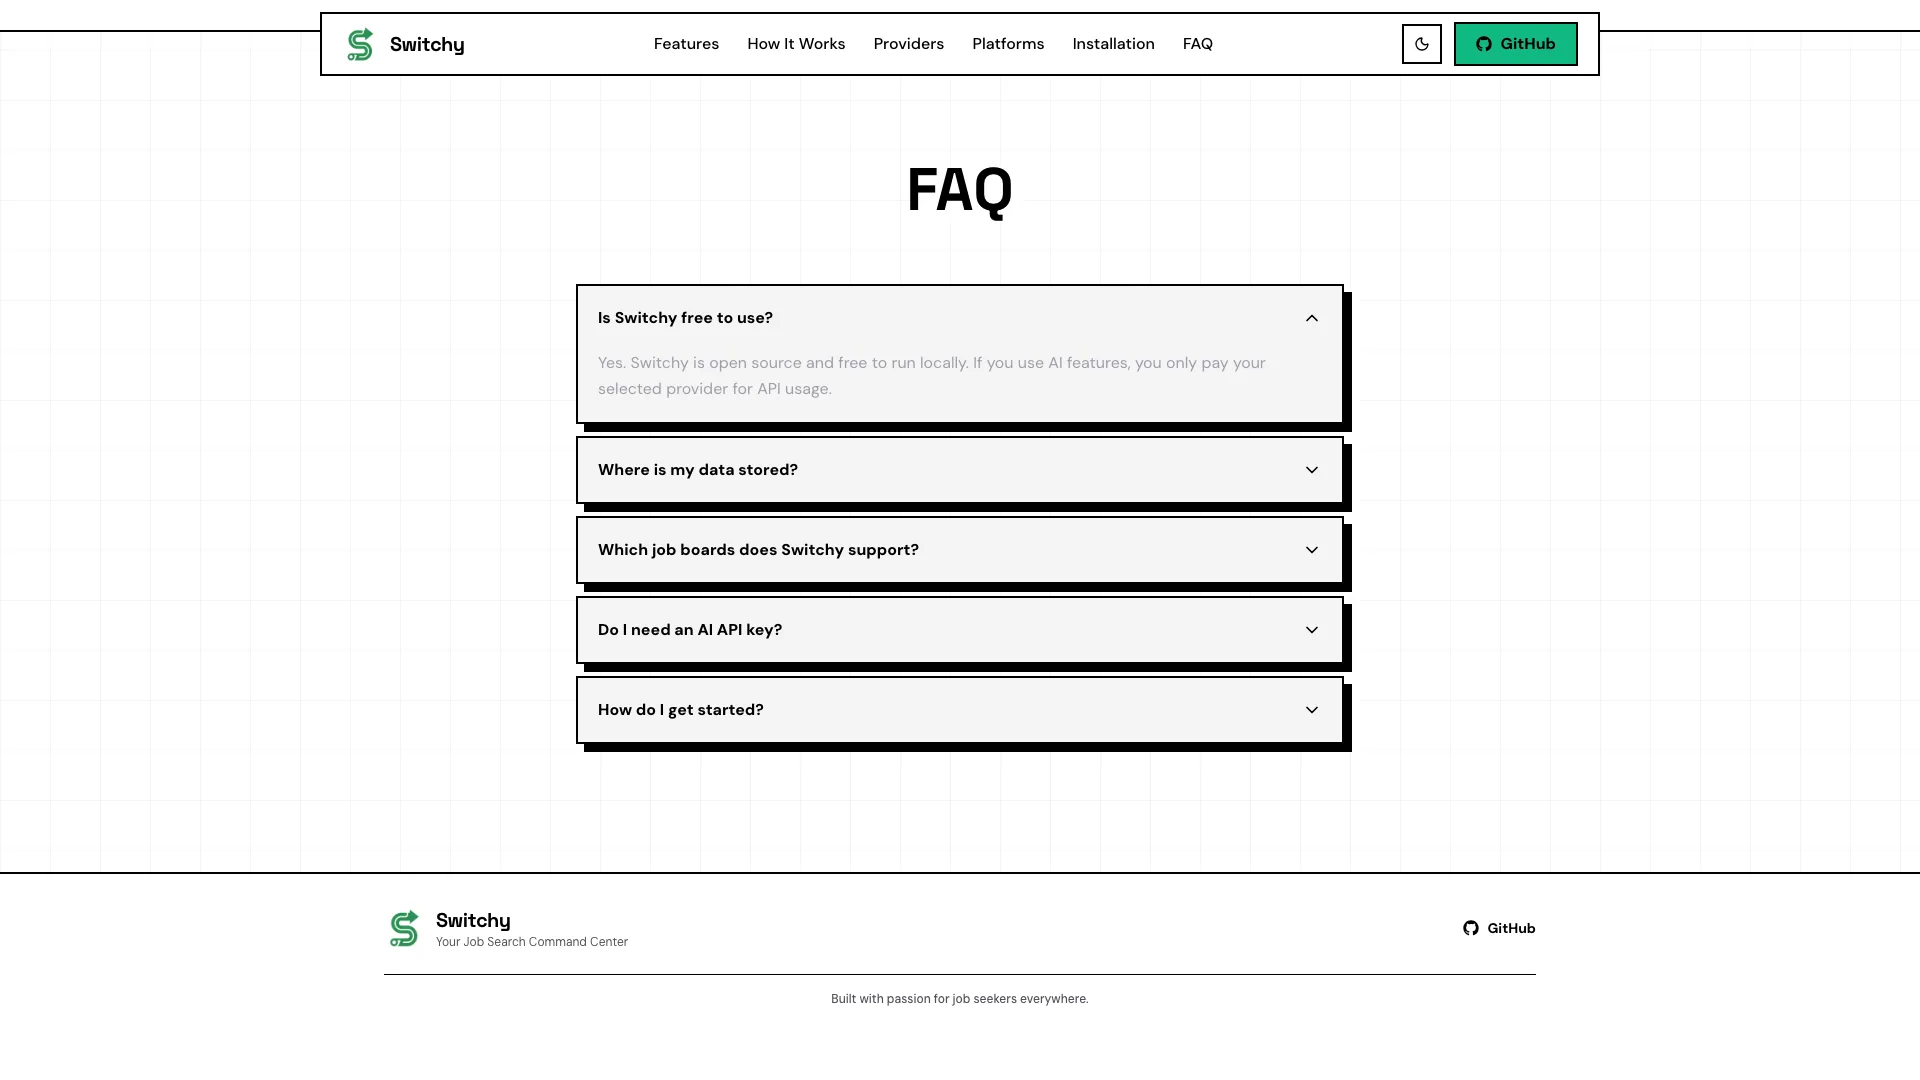 Switchy
Features
How It Works
Providers
Platforms
Installation
FAQ
GitHub
FAQ
Is Switchy free to use?
Yes. Switchy is open source and free to run locally. If you use AI features, you only pay your
selected provider for API usage.
Where is my data stored?
Which job boards does Switchy support?
Do I need an AI API key?
How do I get started?
Switchy
Your Job Search Command Center
GitHub
Built with passion for job seekers everywhere.